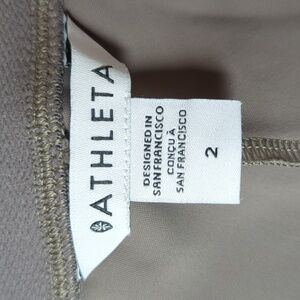 ATHLETA
DESIGNED IN
SAN FRANCISCO
CONÇU À
SAN FRANCISCO
2